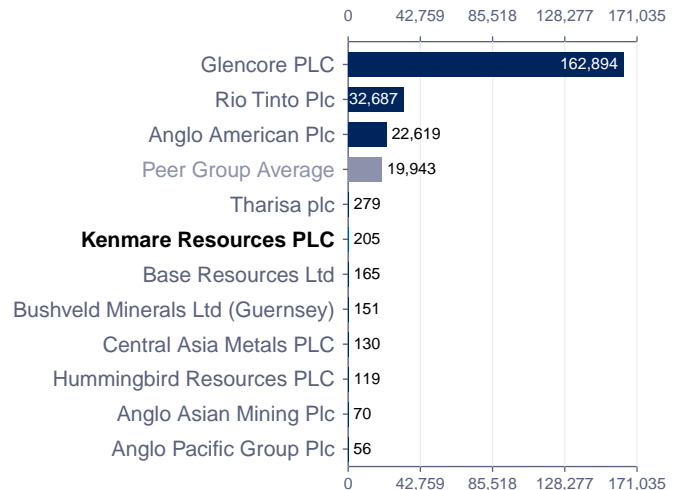 0 42,759 85,518 128,277 171,035
Glencore PLC 162,894
Rio Tinto Plc 32,687
Anglo American Plc 22,619
Peer Group Average 19,943
Tharisa plc 279
Kenmare Resources PLC 205
Base Resources Ltd 165
Bushveld Minerals Ltd (Guernsey) 151
Central Asia Metals PLC 130
Hummingbird Resources PLC 119
Anglo Asian Mining Plc 70
Anglo Pacific Group Plc 56
0 42,759 85,518 128,277 171,035